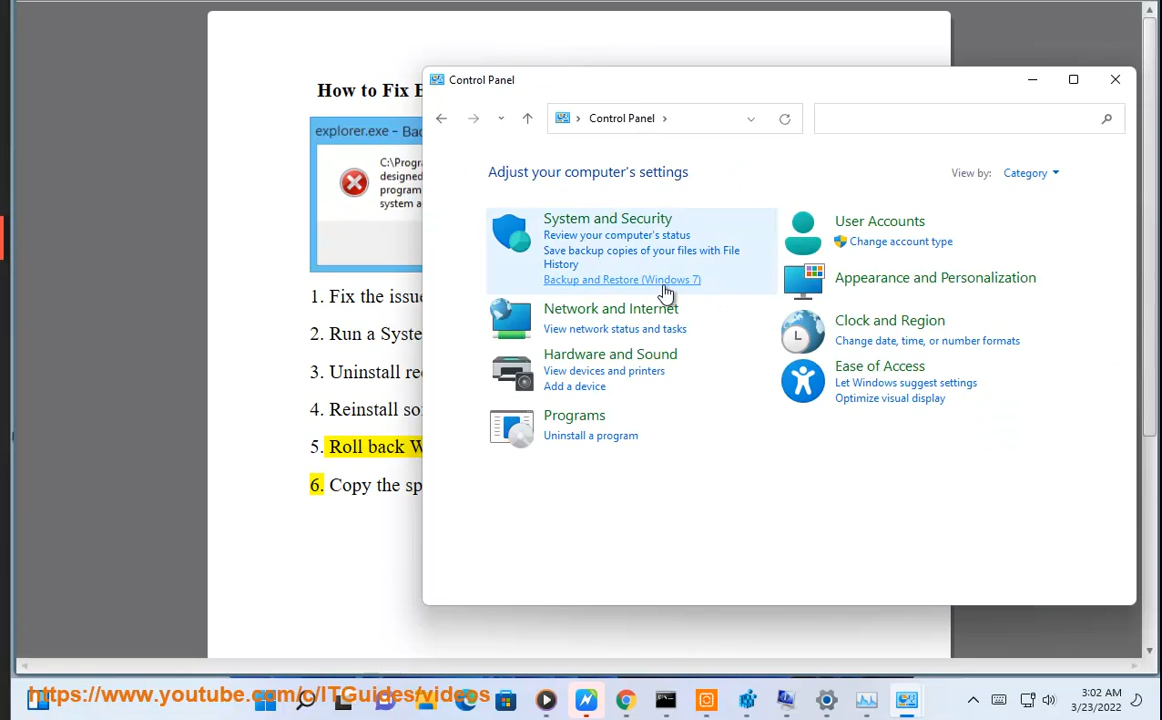 How to Fix
explorer.exe –
C:\Progr
designed
program
system a
1. Fix the issue
2. Run a Syste
3. Uninstall re
4. Reinstall so
5. Roll back W
6. Copy the sp
Control Panel
Control Panel
Adjust your computer's settings
View by: Category
System and Security
Review your computer's status
Save backup copies of your files with File
History
Backup and Restore (Windows 7)
Network and Internet
View network status and tasks
Hardware and Sound
View devices and printers
Add a device
Programs
Uninstall a program
User Accounts
Change account type
Appearance and Personalization
Clock and Region
Change date, time, or number formats
Ease of Access
Let Windows suggest settings
Optimize visual display
https://www.youtube.com/c/ITGuides/videos
3:02 AM
3/23/2022